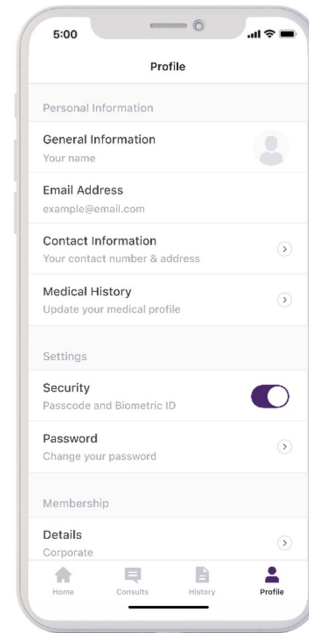 5:00
Profile
Personal Information
General Information
Your name
Email Address
example@email.com
Contact Information
Your contact number & address
Medical History
Update your medical profile
Settings
Security
Passcode and Biometric ID
Password
Change your password
Membership
Details
Corporate
Home
Consults
History
Profile